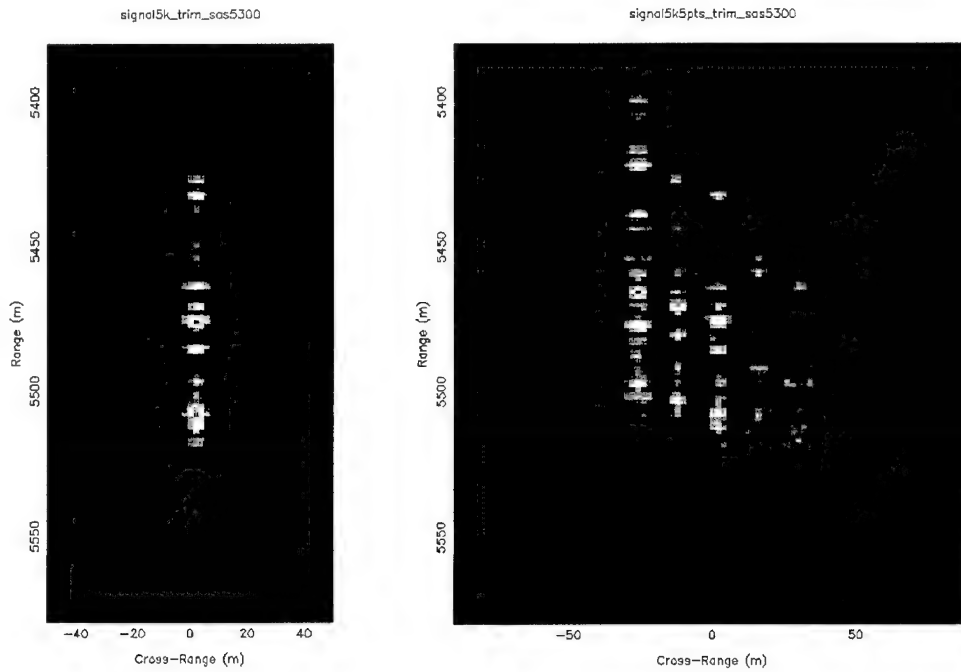 signal5k_trim_sas5300
signal5k5pts_trim_sas5300
5400
5450
5500
5550
Range (m)
-40
-20
0
20
40
Cross-Range (m)
5400
5450
5500
5550
Range (m)
-50
0
50
Cross-Range (m)